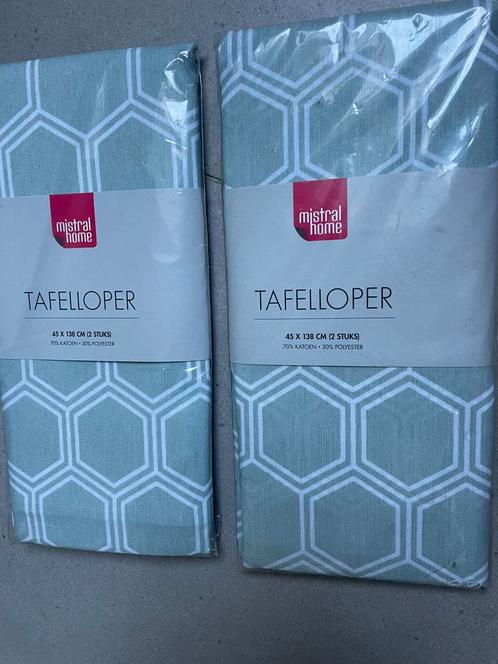 mistral
home
TAFELLOPER
45 X 138 CM (2 STUKS)
70% KATOEN • 30% POLYESTER
mistral
home
TAFELLOPER
45 X 138 CM (2 STUKS)
70% KATOEN • 30% POLYESTER